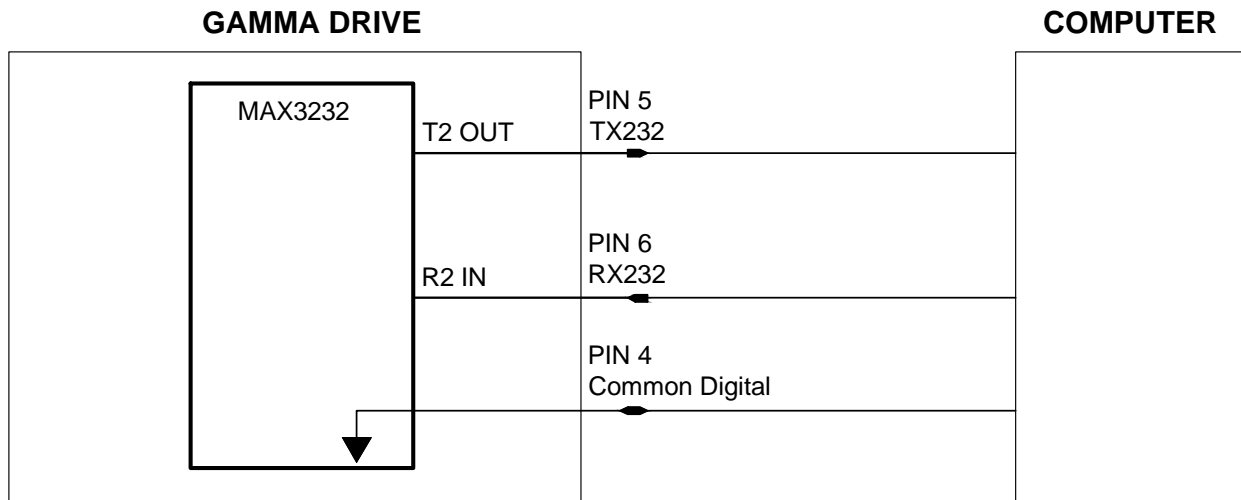 GAMMA DRIVE
COMPUTER
MAX3232
T2 OUT
PIN 5
TX232
R2 IN
PIN 6
RX232
PIN 4
Common Digital